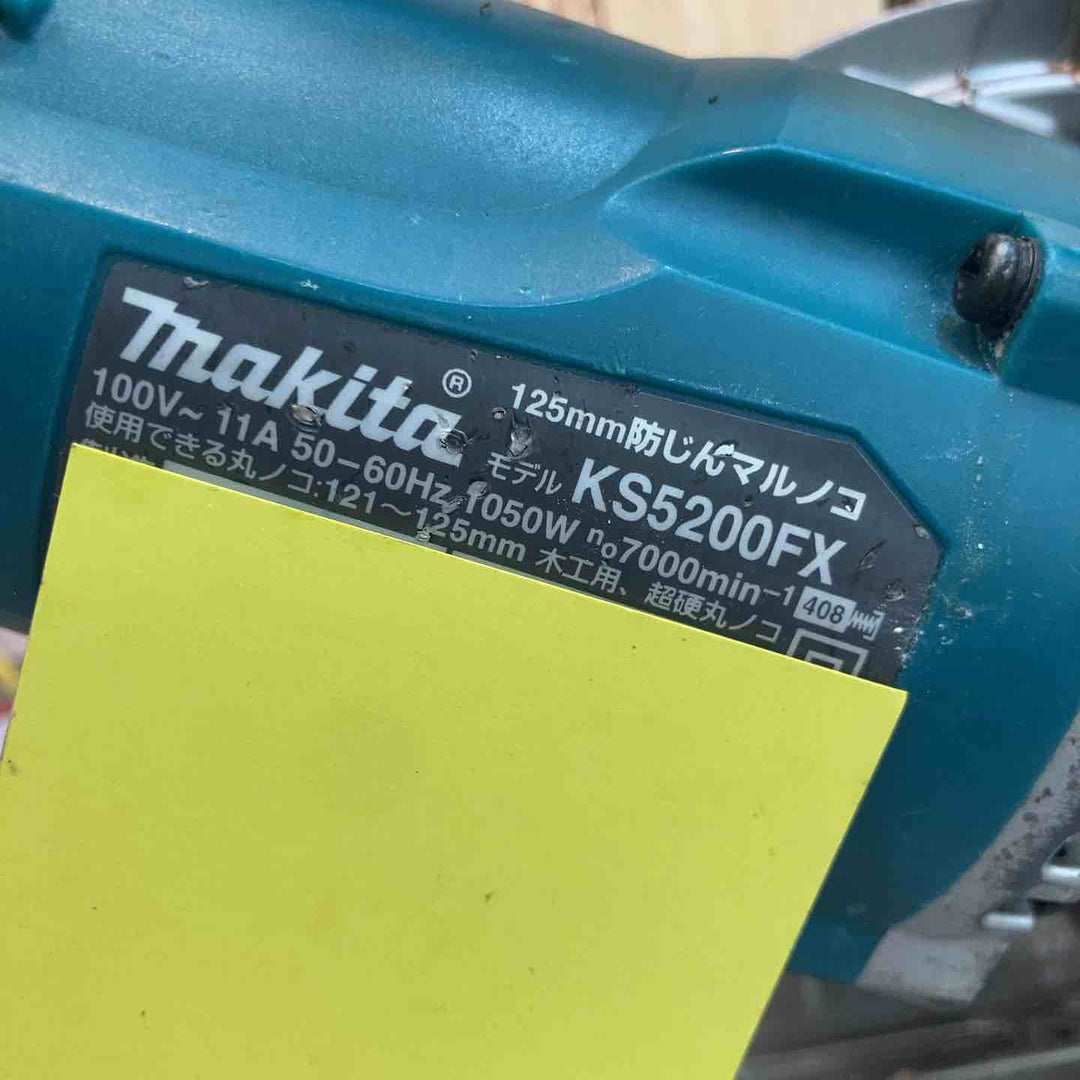 makita®
125mm防じんマルノコ
モデル KS5200FX
100V~ 11A 50-60Hz 1050W n₀7000min⁻¹ 408
使用できる丸ノコ:121~125mm 木工用、超硬丸ノコ